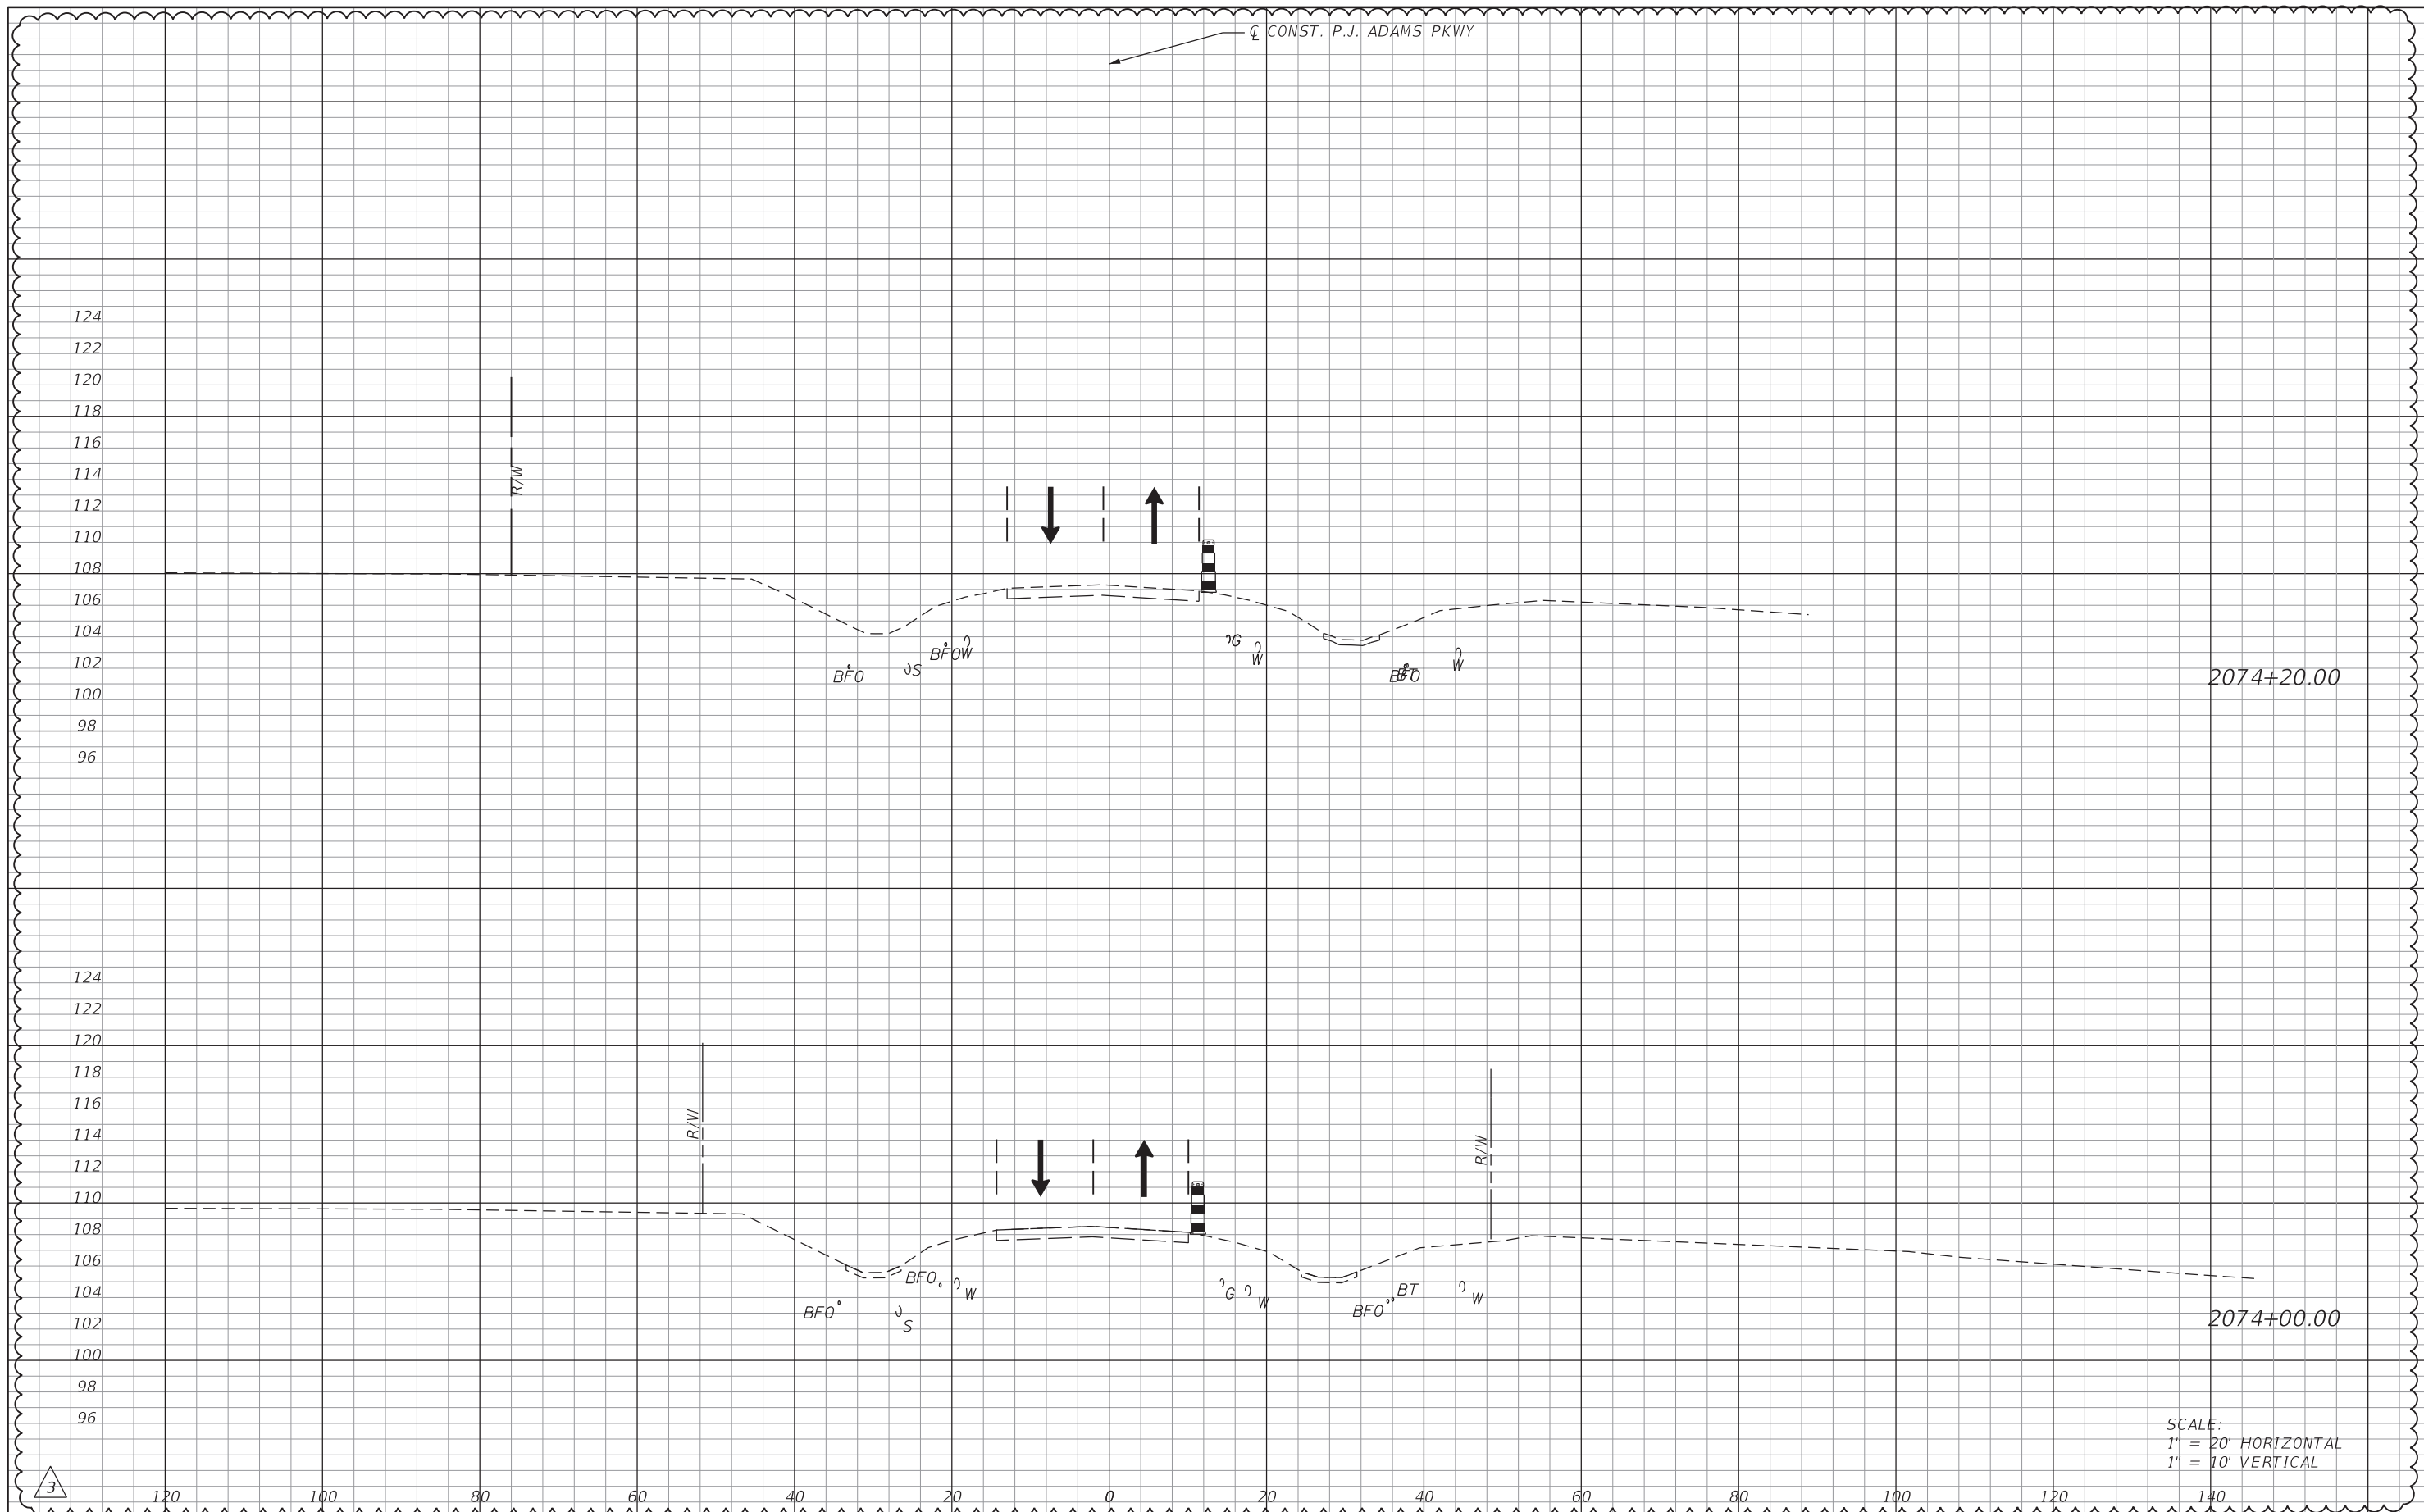 ℄ CONST. P.J. ADAMS PKWY
124
122
120
118
116
114
112
110
108
106
104
102
100
98
96
R/W
BFO
S
BFO
W
G
W
BFO
BT
W
2074+20.00
124
122
120
118
116
114
112
110
108
106
104
102
100
98
96
R/W
R/W
BFO
S
BFO
W
G
W
BFO
BT
W
2074+00.00
SCALE:
1" = 20' HORIZONTAL
1" = 10' VERTICAL
3
120 100 80 60 40 20 0 20 40 60 80 100 120 140